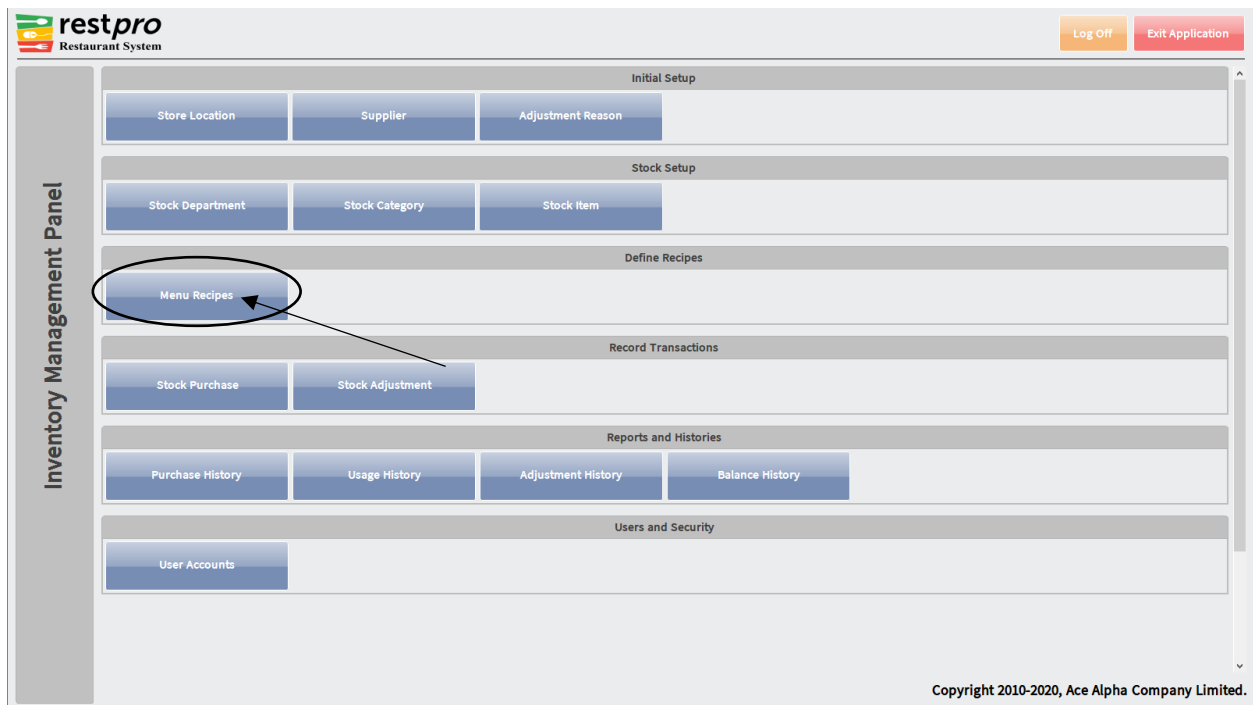 restpro
Restaurant System
Log Off
Exit Application
Inventory Management Panel
Initial Setup
Store Location
Supplier
Adjustment Reason
Stock Setup
Stock Department
Stock Category
Stock Item
Define Recipes
Menu Recipes
Record Transactions
Stock Purchase
Stock Adjustment
Reports and Histories
Purchase History
Usage History
Adjustment History
Balance History
Users and Security
User Accounts
Copyright 2010-2020, Ace Alpha Company Limited.